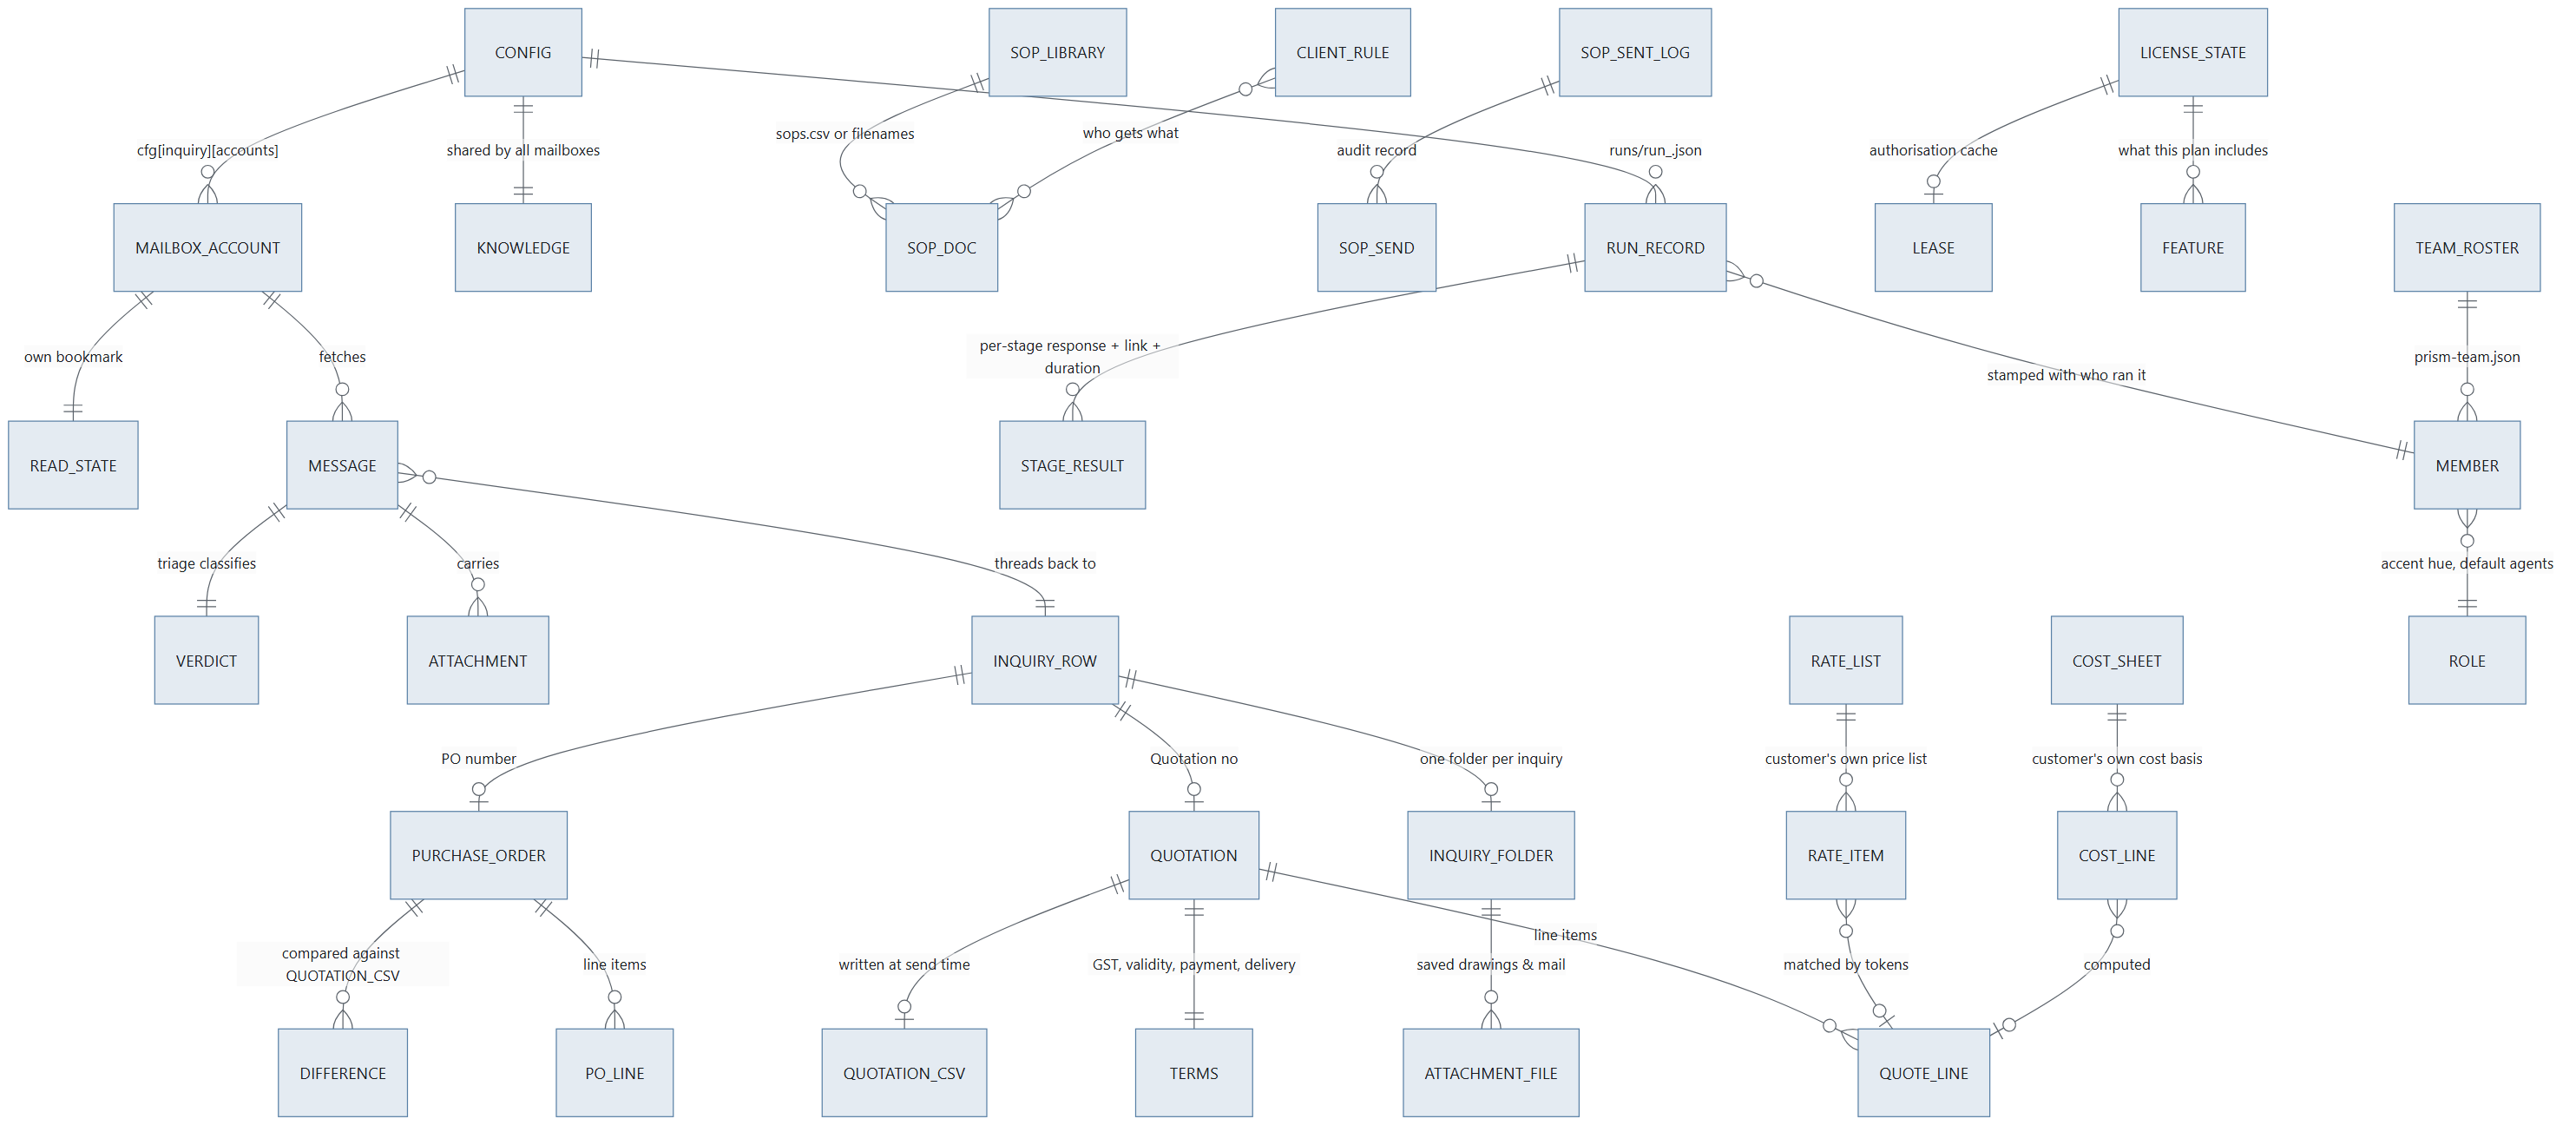 CONFIG
SOP_LIBRARY
CLIENT_RULE
SOP_SENT_LOG
LICENSE_STATE
sops.csv or filenames
who gets what
cfg[inquiry][accounts]
shared by all mailboxes
audit record
runs/run_.json
authorisation cache
what this plan includes
MAILBOX_ACCOUNT
KNOWLEDGE
SOP_DOC
SOP_SEND
RUN_RECORD
LEASE
FEATURE
TEAM_ROSTER
own bookmark
fetches
per-stage response + link +
duration
stamped with who ran it
prism-team.json
READ_STATE
MESSAGE
STAGE_RESULT
MEMBER
triage classifies
carries
threads back to
accent hue, default agents
VERDICT
ATTACHMENT
INQUIRY_ROW
RATE_LIST
COST_SHEET
ROLE
PO number
Quotation no
one folder per inquiry
customer's own price list
customer's own cost basis
PURCHASE_ORDER
QUOTATION
INQUIRY_FOLDER
RATE_ITEM
COST_LINE
compared against
QUOTATION_CSV
line items
written at send time
GST, validity, payment, delivery
saved drawings & mail
line items
matched by tokens
computed
DIFFERENCE
PO_LINE
QUOTATION_CSV
TERMS
ATTACHMENT_FILE
QUOTE_LINE